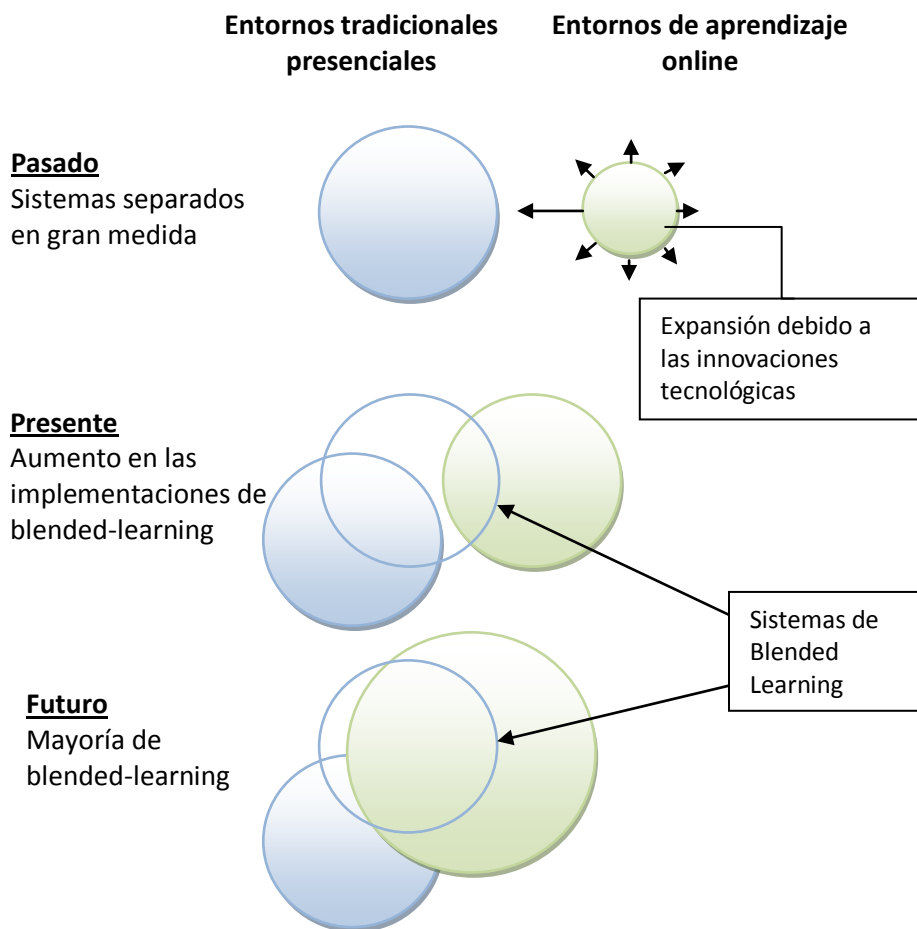 Entornos tradicionales
presenciales
Entornos de aprendizaje
online
Pasado
Sistemas separados
en gran medida
Expansión debido a
las innovaciones
tecnológicas
Presente
Aumento en las
implementaciones de
blended-learning
Sistemas de
Blended
Learning
Futuro
Mayoría de
blended-learning